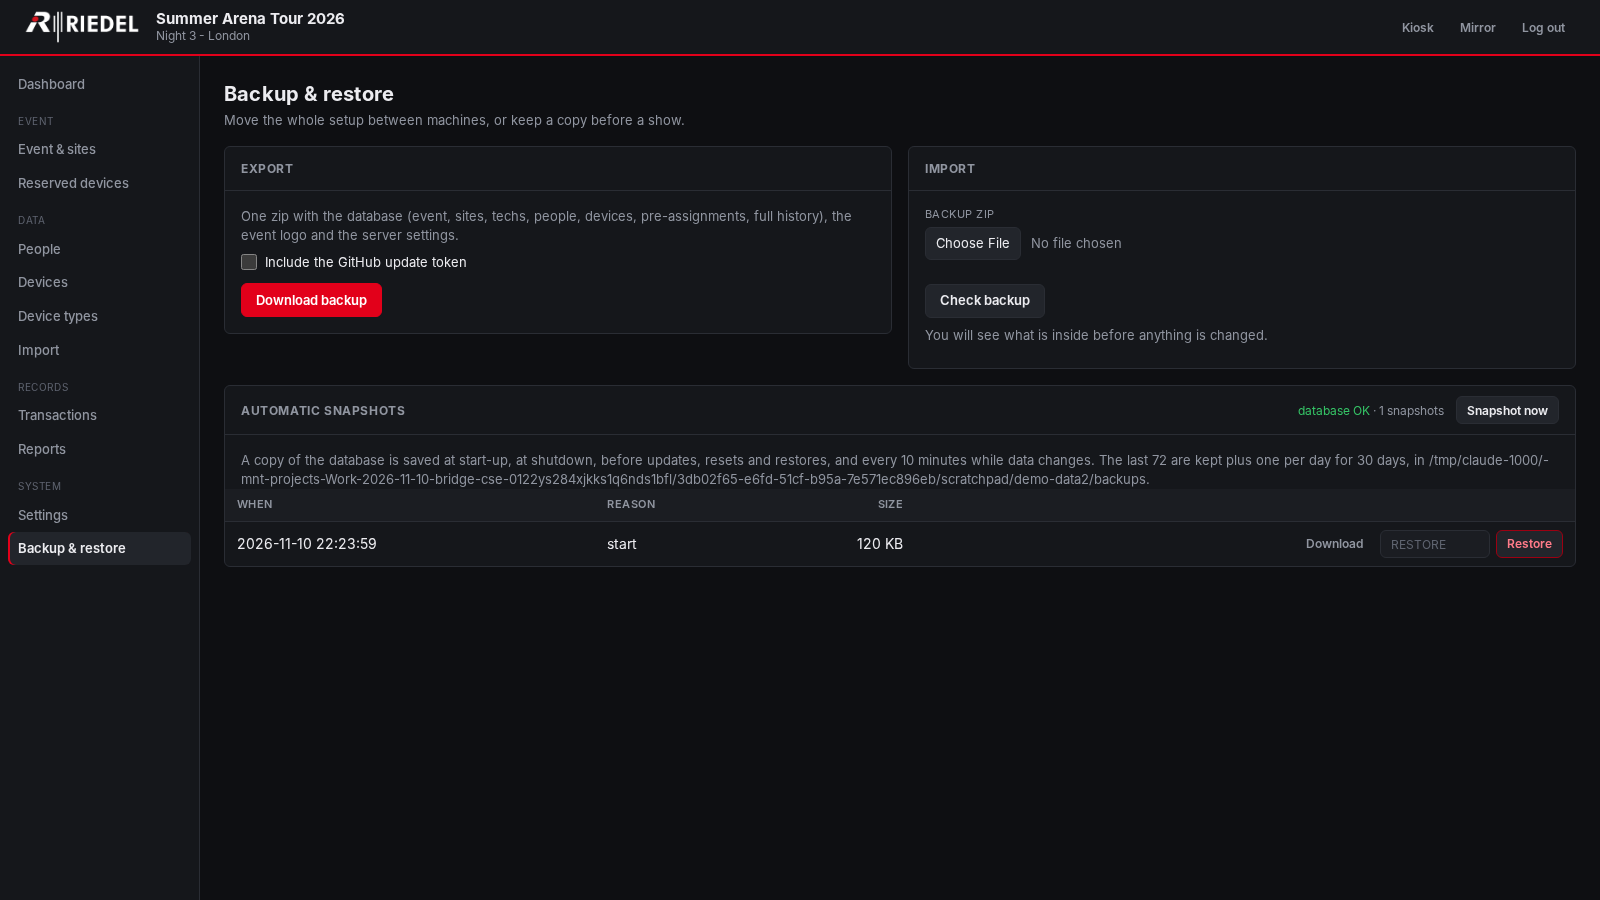 RIEDEL
Summer Arena Tour 2026
Night 3 - London
Kiosk
Mirror
Log out
Dashboard
EVENT
Event & sites
Reserved devices
DATA
People
Devices
Device types
Import
RECORDS
Transactions
Reports
SYSTEM
Settings
Backup & restore
Backup & restore
Move the whole setup between machines, or keep a copy before a show.
EXPORT
One zip with the database (event, sites, techs, people, devices, pre-assignments, full history), the
event logo and the server settings.
Include the GitHub update token
Download backup
IMPORT
BACKUP ZIP
Choose File No file chosen
Check backup
You will see what is inside before anything is changed.
AUTOMATIC SNAPSHOTS
database OK · 1 snapshots
Snapshot now
A copy of the database is saved at start-up, at shutdown, before updates, resets and restores, and every 10 minutes while data changes. The last 72 are kept plus one per day for 30 days, in /tmp/claude-1000/-
mnt-projects-Work-2026-11-10-bridge-cse-0122ys284xjkks1q6nds1bfl/3db02f65-e6fd-51cf-b95a-7e571ec896eb/scratchpad/demo-data2/backups.
WHEN REASON SIZE
2026-11-10 22:23:59 start 120 KB Download RESTORE Restore